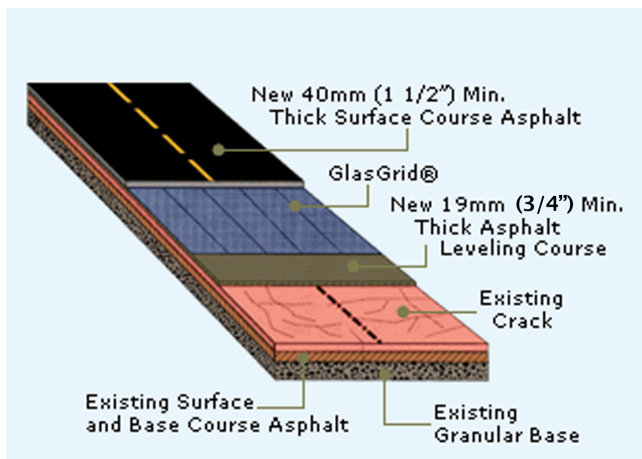 New 40mm (1 1/2") Min.
Thick Surface Course Asphalt
GlasGrid®
New 19mm (3/4") Min.
Thick Asphalt
Leveling Course
Existing
Crack
Existing Surface
and Base Course Asphalt
Existing
Granular Base